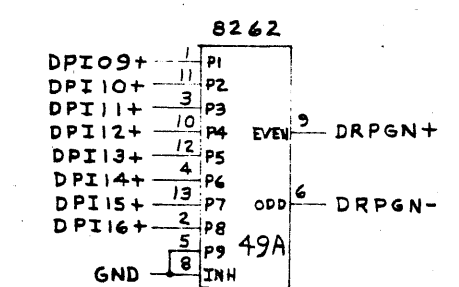 8262
DPI09+ 1 P1
DPI10+ 11 P2
DPI11+ 3 P3
DPI12+ 10 P4 EVEN 9 DRPGN+
DPI13+ 12 P5
DPI14+ 4 P6
DPI15+ 13 P7 ODD 6 DRPGN-
DPI16+ 2 P8
5 P9 49A
GND 8 INH